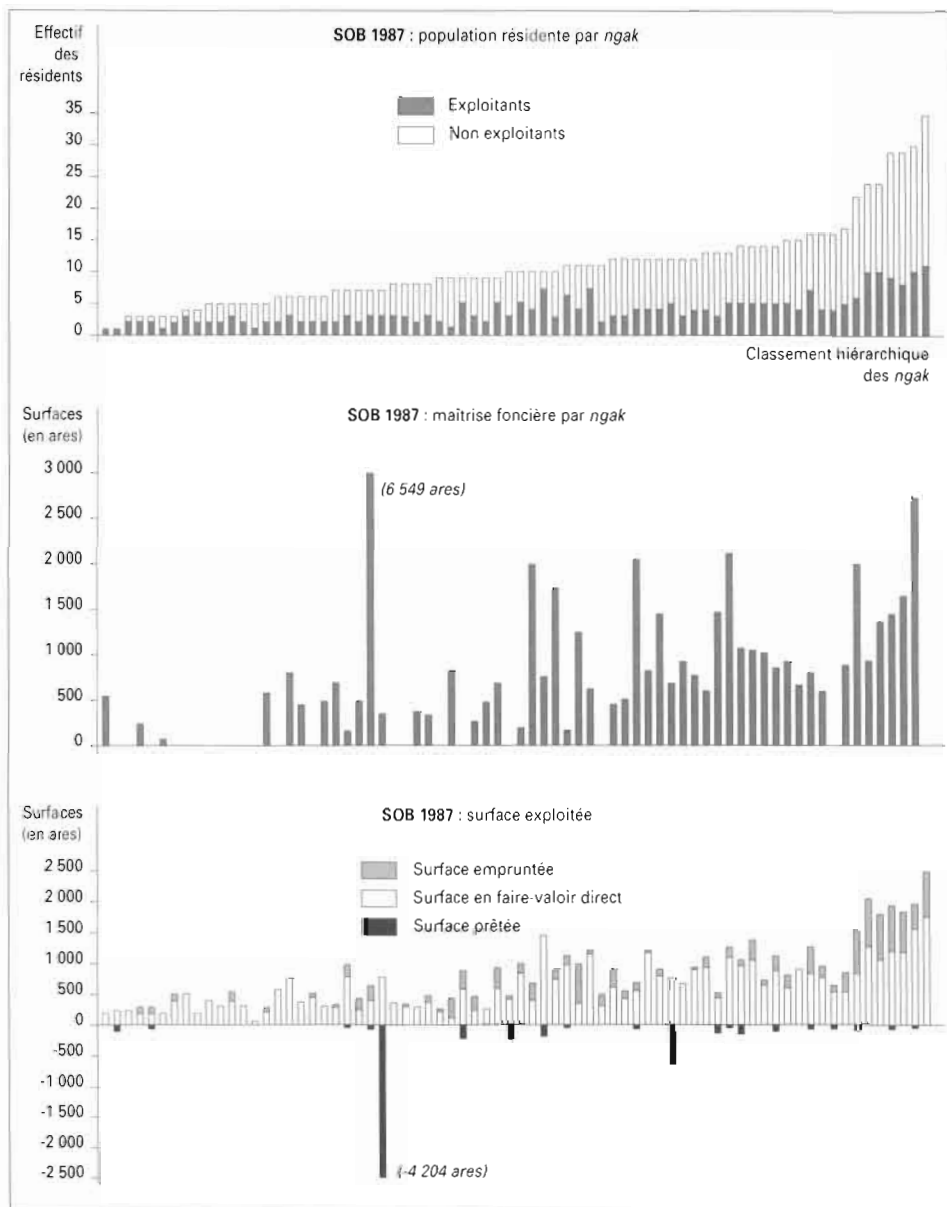 Effectif
des
résidents
SOB 1987 : population résidente par ngak
Exploitants
Non exploitants
35
30
25
20
15
10
5
0
Classement hiérarchique
des ngak
Surfaces
(en ares)
SOB 1987 : maîtrise foncière par ngak
3 000
2 500
2 000
1 500
1 000
500
0
(6 549 ares)
Surfaces
(en ares)
SOB 1987 : surface exploitée
Surface empruntée
Surface en faire-valoir direct
Surface prêtée
2 500
2 000
1 500
1 000
500
0
-500
-1 000
-1 500
-2 000
-2 500
(-4 204 ares)